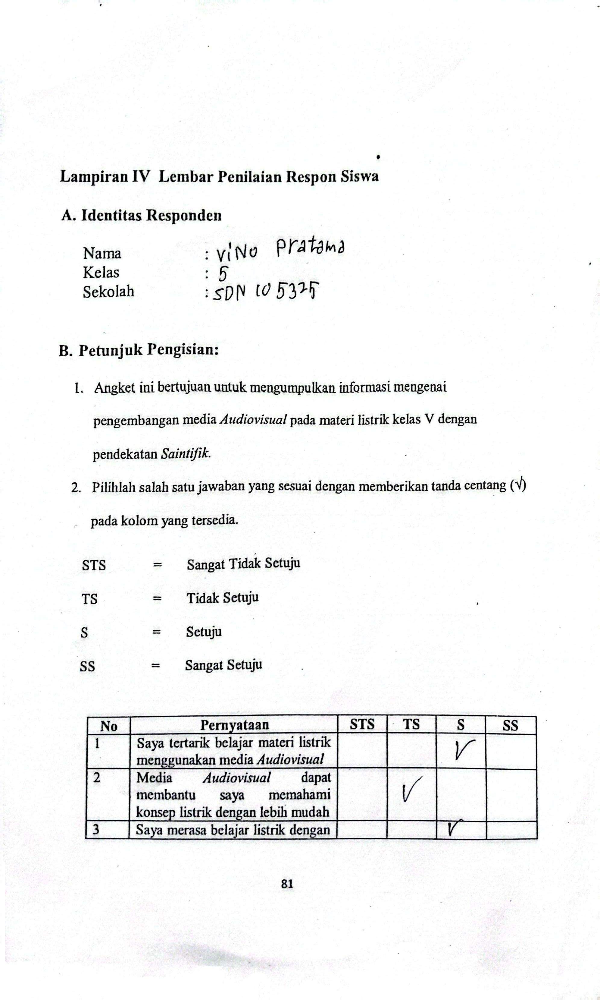 Lampiran IV Lembar Penilaian Respon Siswa
A. Identitas Responden
Nama : ViNo Pratama
Kelas : 5
Sekolah : SDN 105325
B. Petunjuk Pengisian:
1. Angket ini bertujuan untuk mengumpulkan informasi mengenai
pengembangan media Audiovisual pada materi listrik kelas V dengan
pendekatan Saintifik.
2. Pilihlah salah satu jawaban yang sesuai dengan memberikan tanda centang (√)
pada kolom yang tersedia.
STS = Sangat Tidak Setuju
TS = Tidak Setuju
S = Setuju
SS = Sangat Setuju
No Pernyataan STS TS S SS
1 Saya tertarik belajar materi listrik √
menggunakan media Audiovisual
2 Media Audiovisual dapat
membantu saya memahami √
konsep listrik dengan lebih mudah
3 Saya merasa belajar listrik dengan √
81